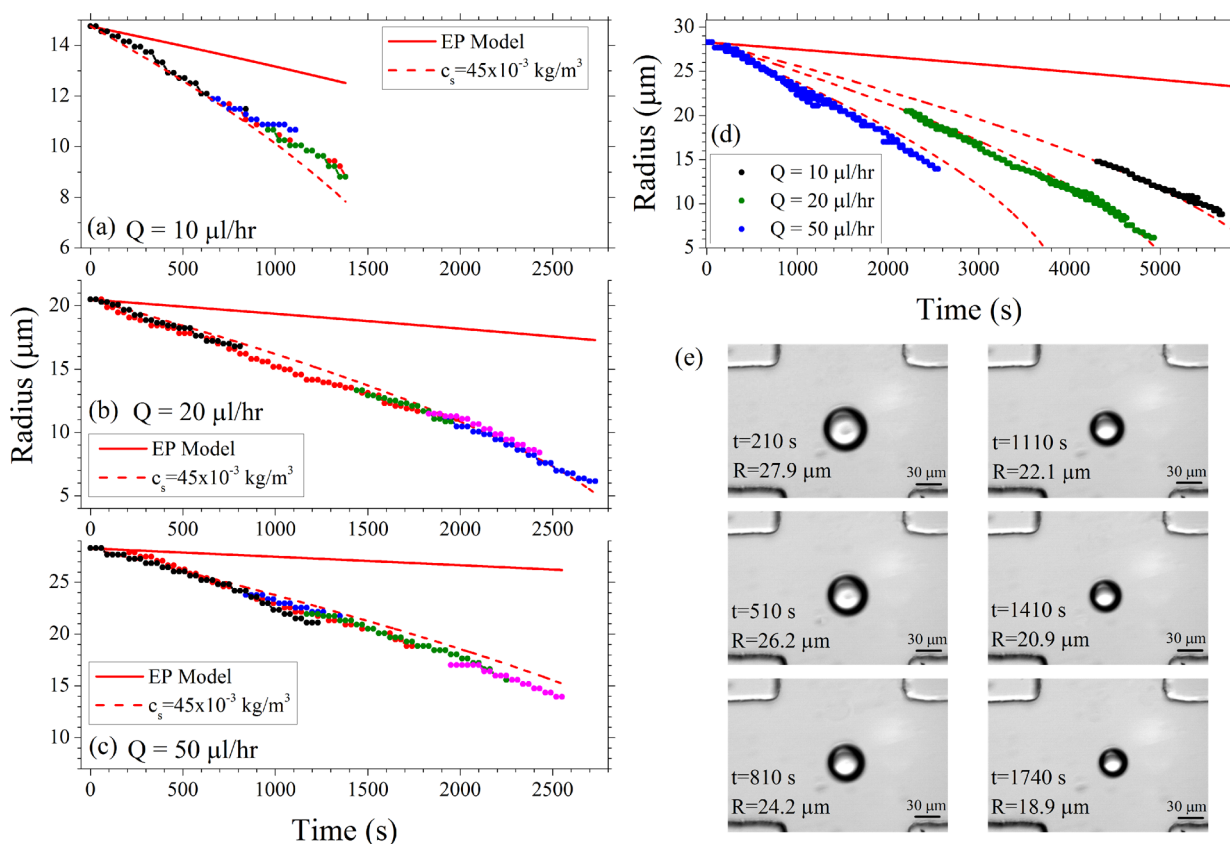 14
12
10
8
6
Radius (μm)
EP Model
c_s=45x10^-3 kg/m^3
(a) Q = 10 μl/hr
0 500 1000 1500 2000 2500
20
15
10
5
(b) Q = 20 μl/hr
EP Model
c_s=45x10^-3 kg/m^3
0 500 1000 1500 2000 2500
25
20
15
10
EP Model
c_s=45x10^-3 kg/m^3
(c) Q = 50 μl/hr
0 500 1000 1500 2000 2500
Time (s)
30
25
20
15
10
5
Radius (μm)
(d)
Q = 10 μl/hr
Q = 20 μl/hr
Q = 50 μl/hr
0 1000 2000 3000 4000 5000
Time (s)
(e)
t=210 s
R=27.9 μm
30 μm
t=1110 s
R=22.1 μm
30 μm
t=510 s
R=26.2 μm
30 μm
t=1410 s
R=20.9 μm
30 μm
t=810 s
R=24.2 μm
30 μm
t=1740 s
R=18.9 μm
30 μm